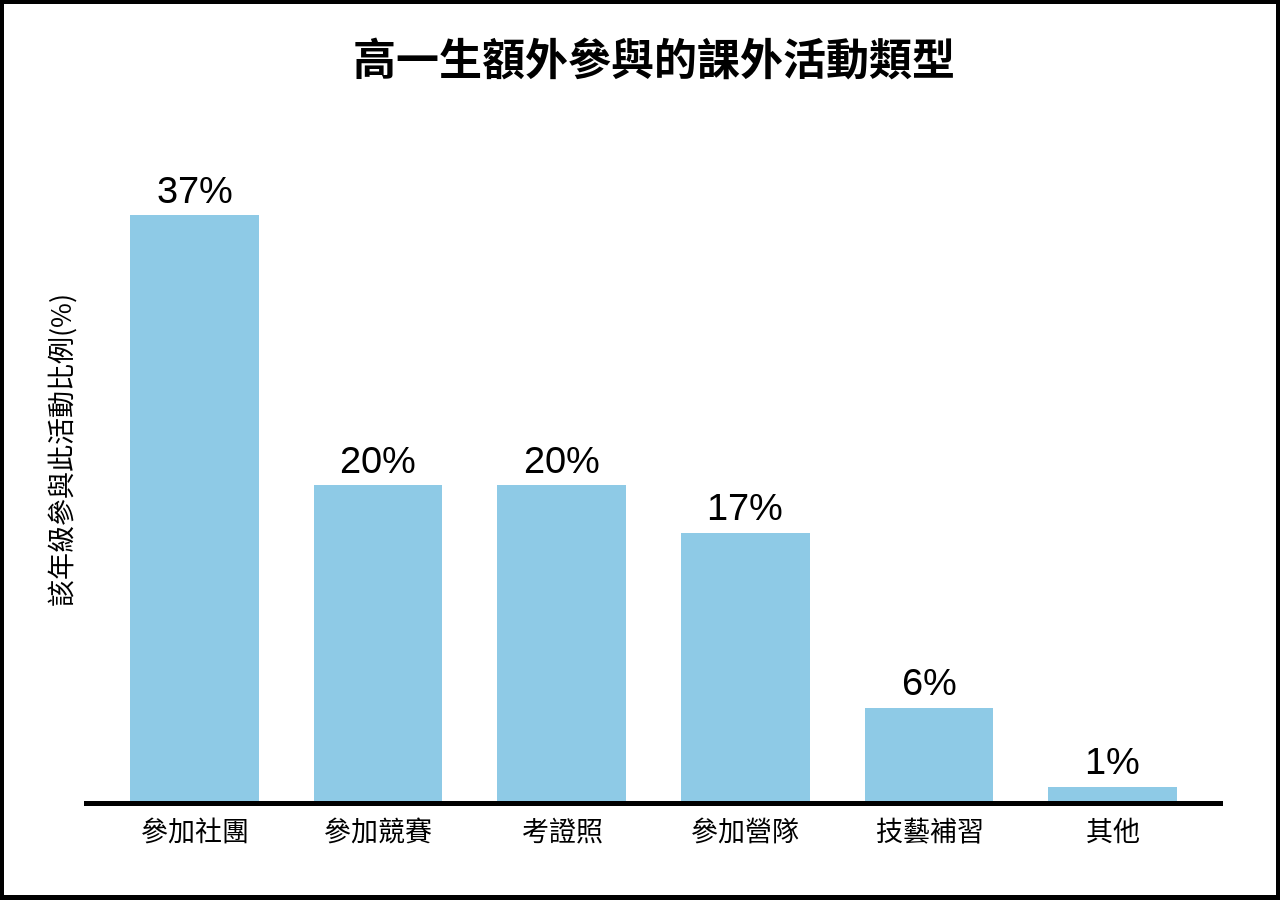 高一生額外參與的課外活動類型
37%
20%
20%
17%
6%
1%
該年級參與此活動比例(%)
參加社團
參加競賽
考證照
參加營隊
技藝補習
其他